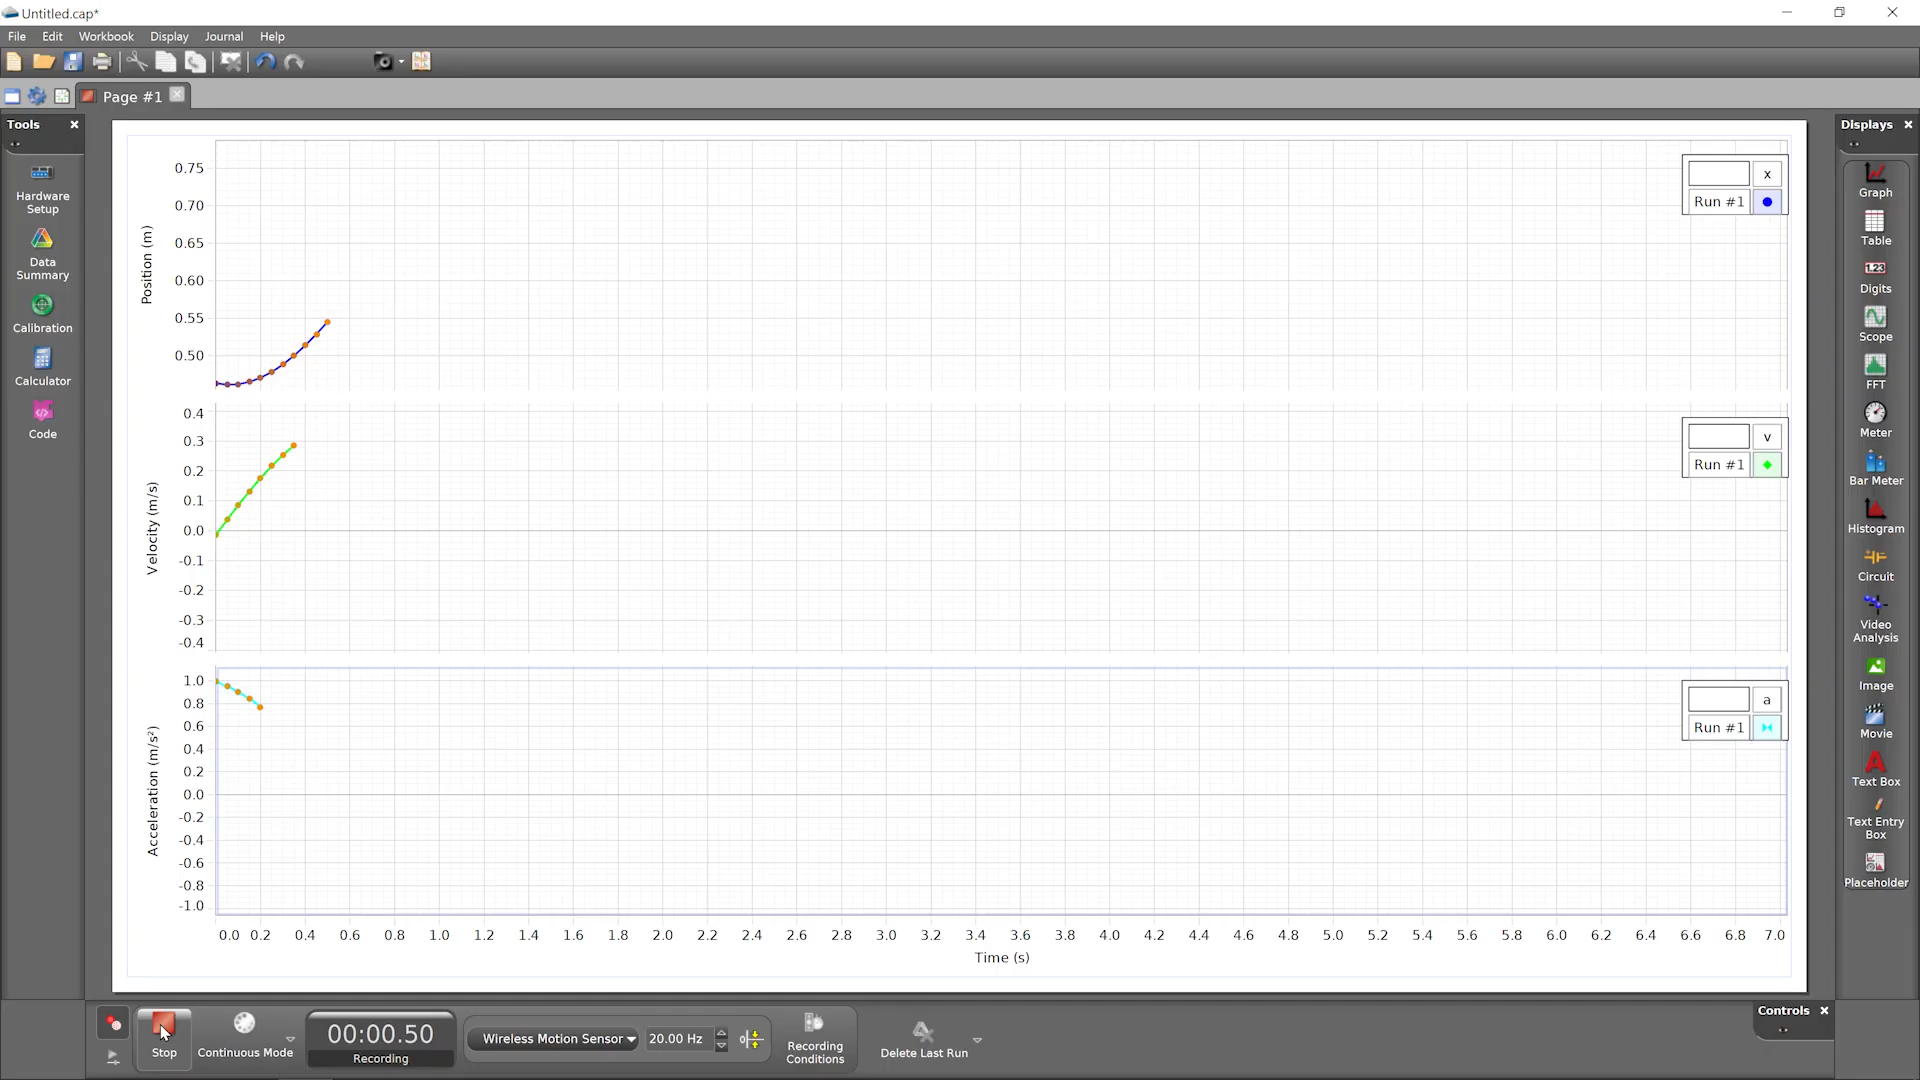 Untitled.cap*
File Edit Workbook Display Journal Help
Page #1
Tools
Hardware
Setup
Data
Summary
Calibration
Calculator
Code
Position (m)
0.75
0.70
0.65
0.60
0.55
0.50
x
Run #1
Velocity (m/s)
0.4
0.3
0.2
0.1
0.0
-0.1
-0.2
-0.3
-0.4
v
Run #1
Acceleration (m/s²)
1.0
0.8
0.6
0.4
0.2
0.0
-0.2
-0.4
-0.6
-0.8
-1.0
a
Run #1
0.0 0.2 0.4 0.6 0.8 1.0 1.2 1.4 1.6 1.8 2.0 2.2 2.4 2.6 2.8 3.0 3.2 3.4 3.6 3.8 4.0 4.2 4.4 4.6 4.8 5.0 5.2 5.4 5.6 5.8 6.0 6.2 6.4 6.6 6.8 7.0
Time (s)
Displays
Graph
Table
1.23
Digits
Scope
FFT
Meter
Bar Meter
Histogram
Circuit
Video
Analysis
Image
Movie
A
Text Box
Text Entry
Box
Placeholder
Stop
Continuous Mode
00:00.50
Recording
Wireless Motion Sensor
20.00 Hz
Recording
Conditions
Delete Last Run
Controls